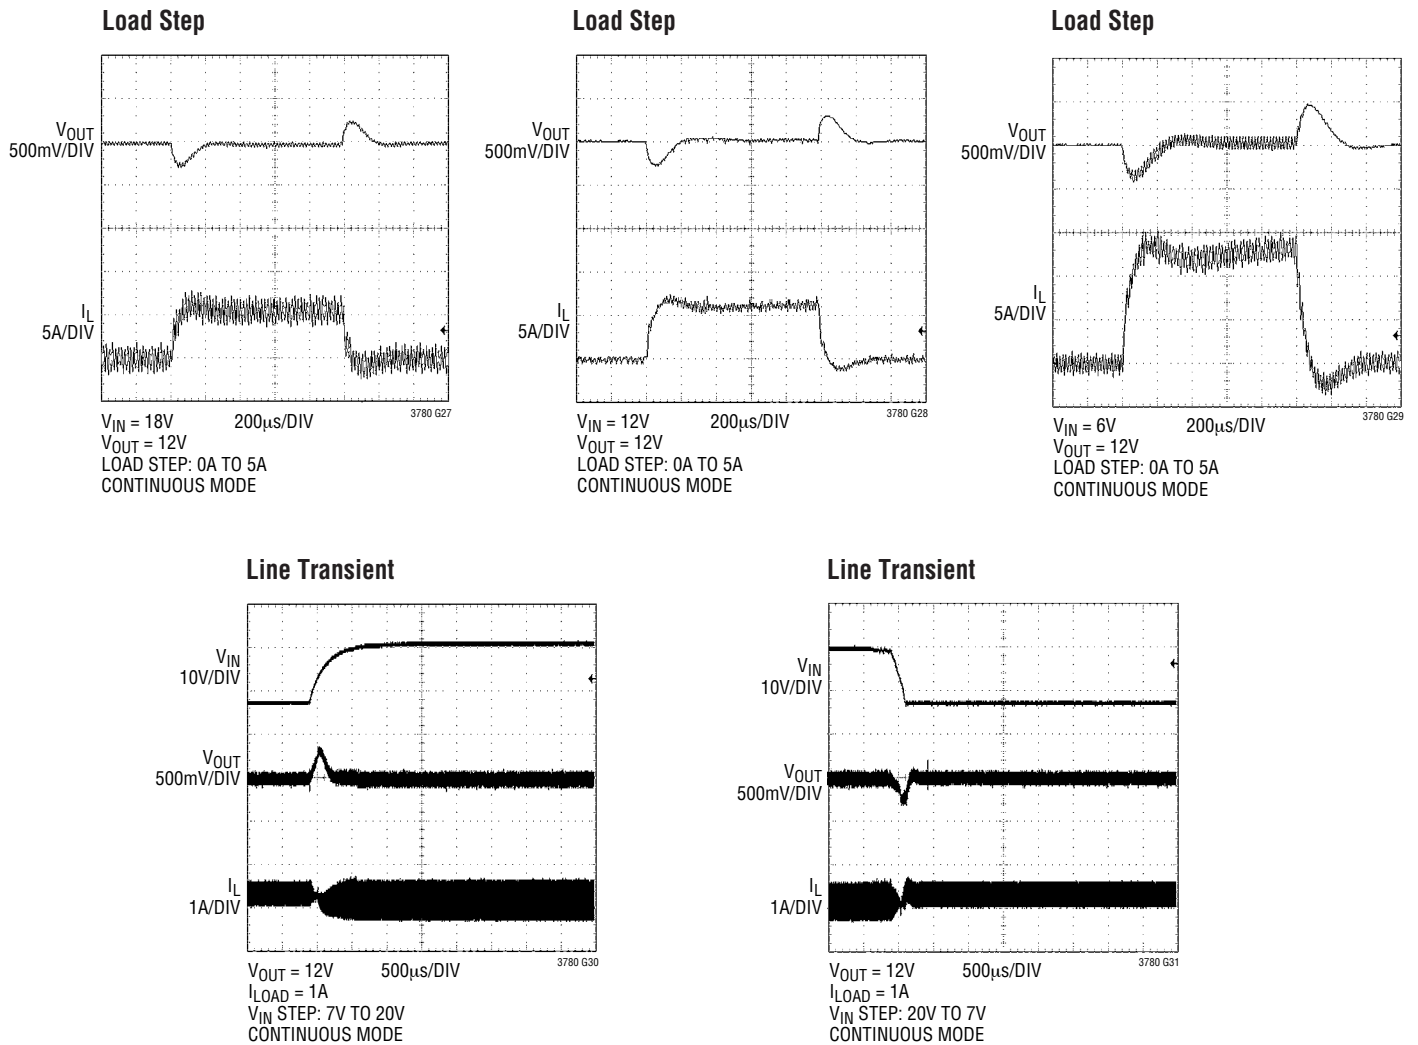 Load Step
VOUT
500mV/DIV
IL
5A/DIV
3780 G27
VIN = 18V
200µs/DIV
VOUT = 12V
LOAD STEP: 0A TO 5A
CONTINUOUS MODE
Load Step
VOUT
500mV/DIV
IL
5A/DIV
3780 G28
VIN = 12V
200µs/DIV
VOUT = 12V
LOAD STEP: 0A TO 5A
CONTINUOUS MODE
Load Step
VOUT
500mV/DIV
IL
5A/DIV
3780 G29
VIN = 6V
200µs/DIV
VOUT = 12V
LOAD STEP: 0A TO 5A
CONTINUOUS MODE
Line Transient
VIN
10V/DIV
VOUT
500mV/DIV
IL
1A/DIV
3780 G30
VOUT = 12V
500µs/DIV
ILOAD = 1A
VIN STEP: 7V TO 20V
CONTINUOUS MODE
Line Transient
VIN
10V/DIV
VOUT
500mV/DIV
IL
1A/DIV
3780 G31
VOUT = 12V
500µs/DIV
ILOAD = 1A
VIN STEP: 20V TO 7V
CONTINUOUS MODE